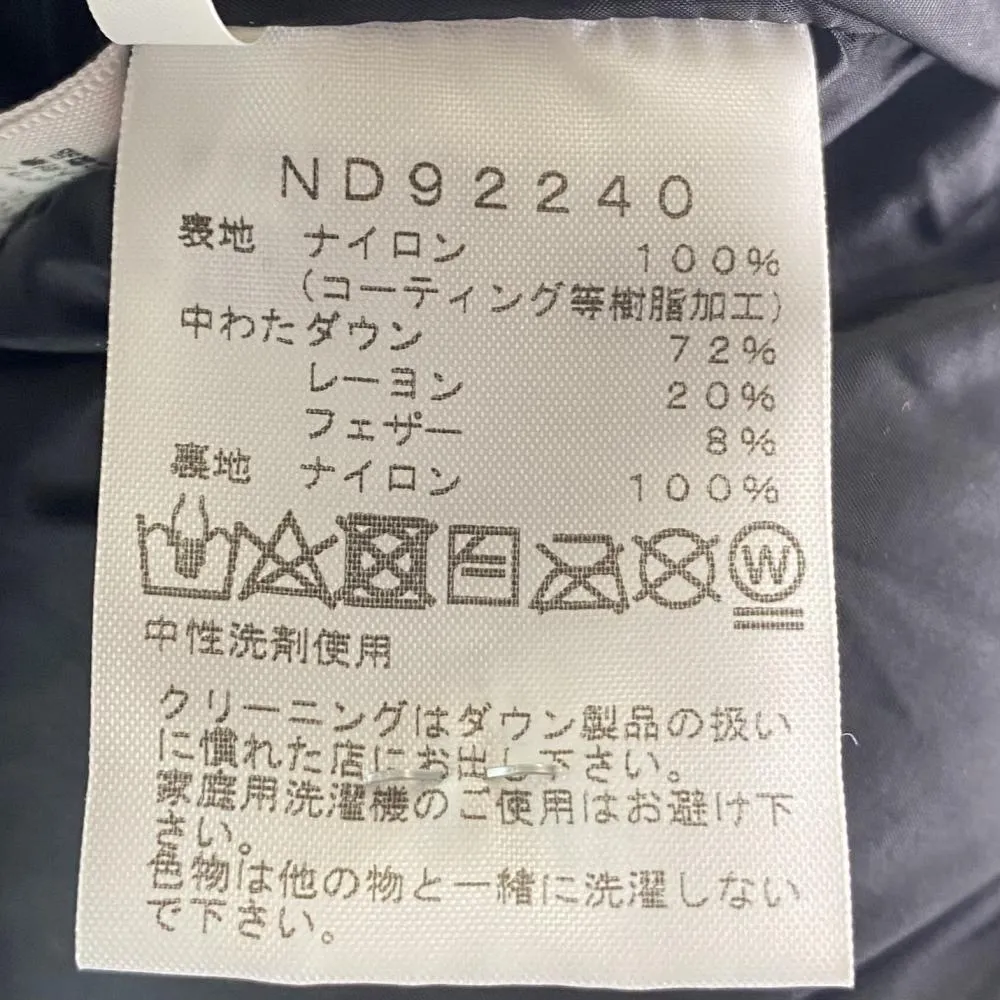 ND92240
表地 ナイロン 100%
(コーティング等樹脂加工)
中わた ダウン 72%
レーヨン 20%
フェザー 8%
裏地 ナイロン 100%
W
中性洗剤使用
クリーニングはダウン製品の扱い
に慣れた店にお出し下さい。
家庭用洗濯機のご使用はお避け下
さい。
色物は他の物と一緒に洗濯しない
で下さい。